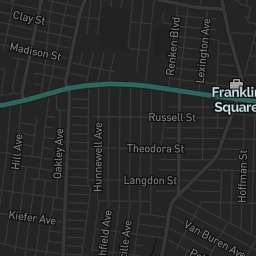 Clay St
Madison St
Renken Blvd
Lexington Ave
Franklin
Square
Russell St
Hill Ave
Oakley Ave
Hunnewell Ave
Theodora St
Langdon St
Hoffman St
Kiefer Ave
Van Buren Ave